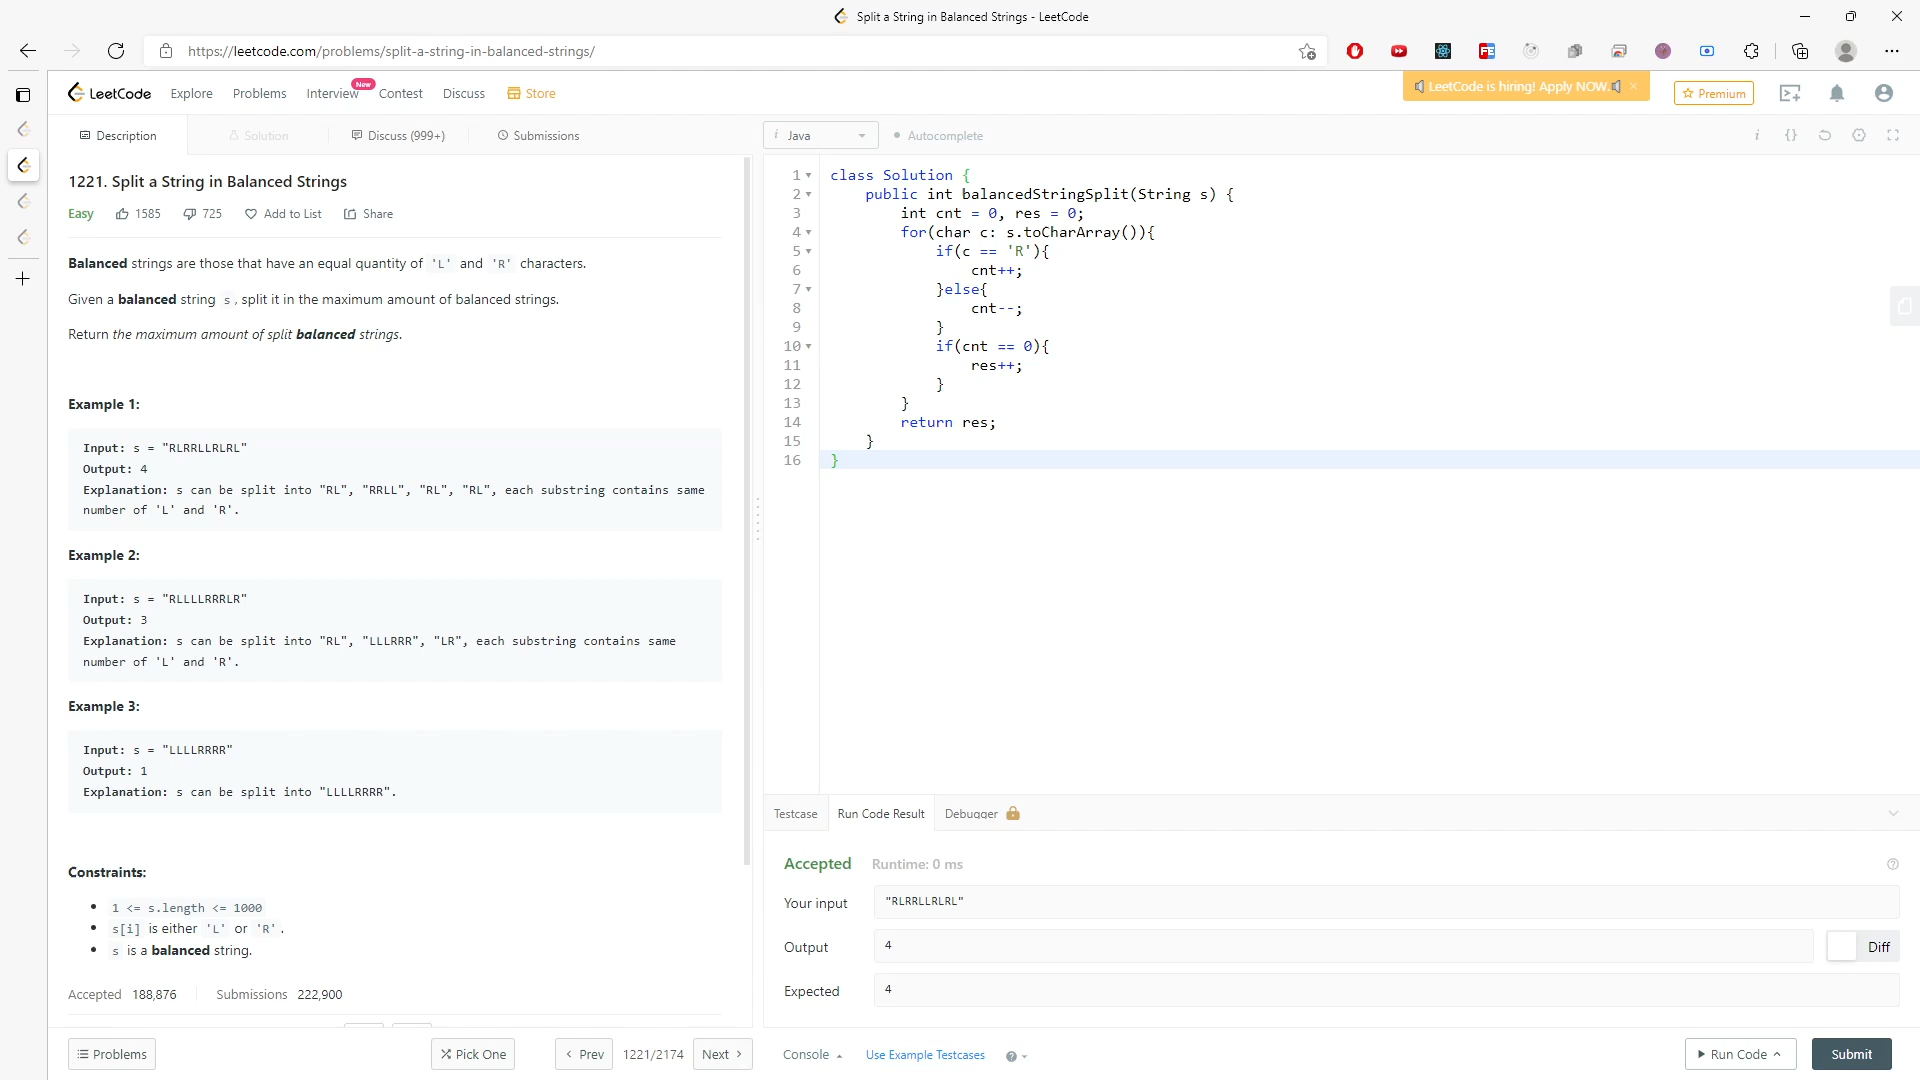 Split a String in Balanced Strings - LeetCode
https://leetcode.com/problems/split-a-string-in-balanced-strings/
LeetCode Explore Problems Interview New Contest Discuss Store
LeetCode is hiring! Apply NOW.
Premium
Description Solution Discuss (999+) Submissions
i Java Autocomplete
1221. Split a String in Balanced Strings
Easy 1585 725 Add to List Share
Balanced strings are those that have an equal quantity of 'L' and 'R' characters.
Given a balanced string s, split it in the maximum amount of balanced strings.
Return the maximum amount of split balanced strings.
Example 1:
Input: s = "RLRRLLRLRL"
Output: 4
Explanation: s can be split into "RL", "RRLL", "RL", "RL", each substring contains same
number of 'L' and 'R'.
Example 2:
Input: s = "RLLLLRRRLR"
Output: 3
Explanation: s can be split into "RL", "LLLRRR", "LR", each substring contains same
number of 'L' and 'R'.
Example 3:
Input: s = "LLLLRRRR"
Output: 1
Explanation: s can be split into "LLLLRRRR".
Constraints:
1 <= s.length <= 1000
s[i] is either 'L' or 'R'.
s is a balanced string.
Accepted 188,876 Submissions 222,900
Problems Pick One Prev 1221/2174 Next
1 class Solution {
2 public int balancedStringSplit(String s) {
3 int cnt = 0, res = 0;
4 for(char c: s.toCharArray()){
5 if(c == 'R'){
6 cnt++;
7 }else{
8 cnt--;
9 }
10 if(cnt == 0){
11 res++;
12 }
13 }
14 return res;
15 }
16 }
Testcase Run Code Result Debugger
Accepted Runtime: 0 ms
Your input "RLRRLLRLRL"
Output 4 Diff
Expected 4
Console Use Example Testcases Run Code Submit